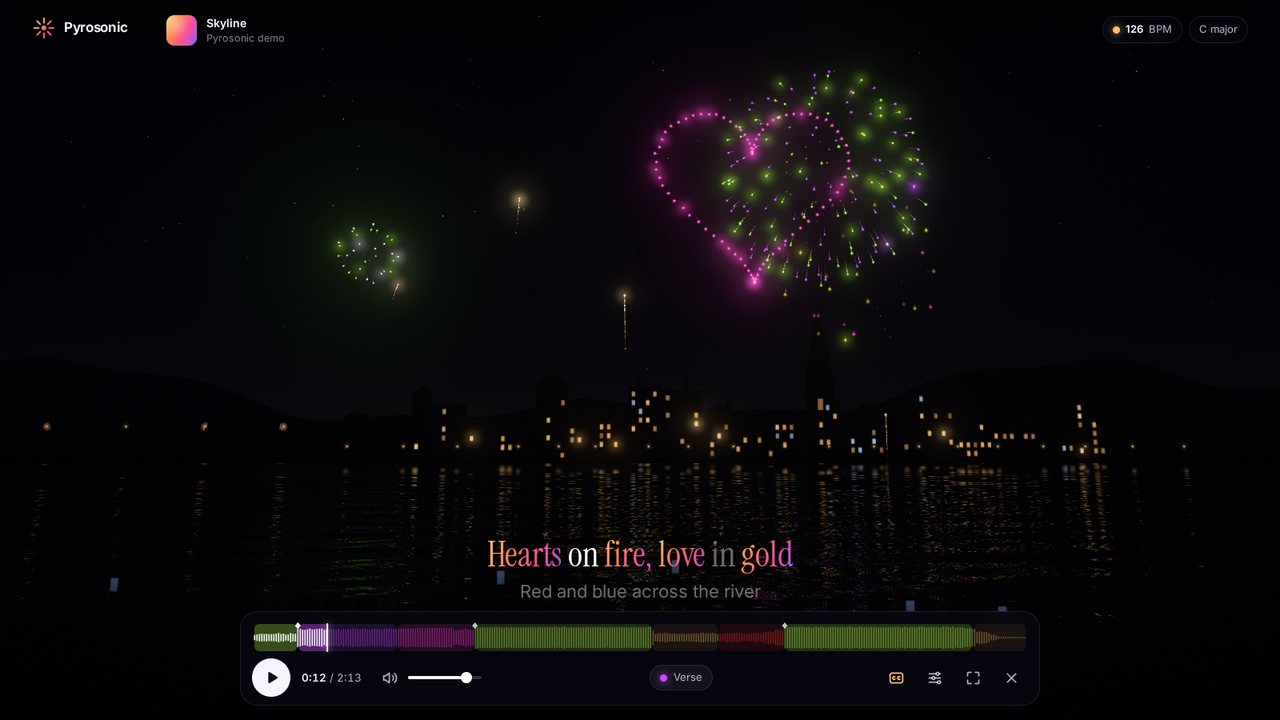 Pyrosonic
Skyline
Pyrosonic demo
126 BPM
C major
Hearts on fire, love in gold
Red and blue across the river
0:12 / 2:13
Verse
CC